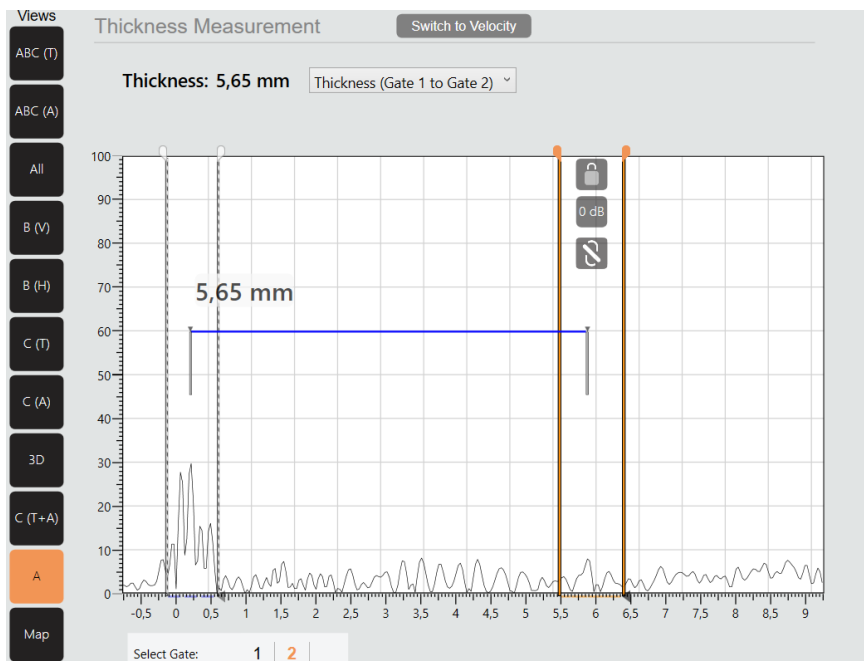 Views
Thickness Measurement
Switch to Velocity
ABC (T)
Thickness: 5,65 mm
Thickness (Gate 1 to Gate 2)
ABC (A)
All
B (V)
B (H)
C (T)
C (A)
3D
C (T+A)
A
Map
100
90
80
70
60
50
40
30
20
10
0
0 dB
5,65 mm
-0,5 0 0,5 1 1,5 2 2,5 3 3,5 4 4,5 5 5,5 6 6,5 7 7,5 8 8,5 9
Select Gate: 1 2